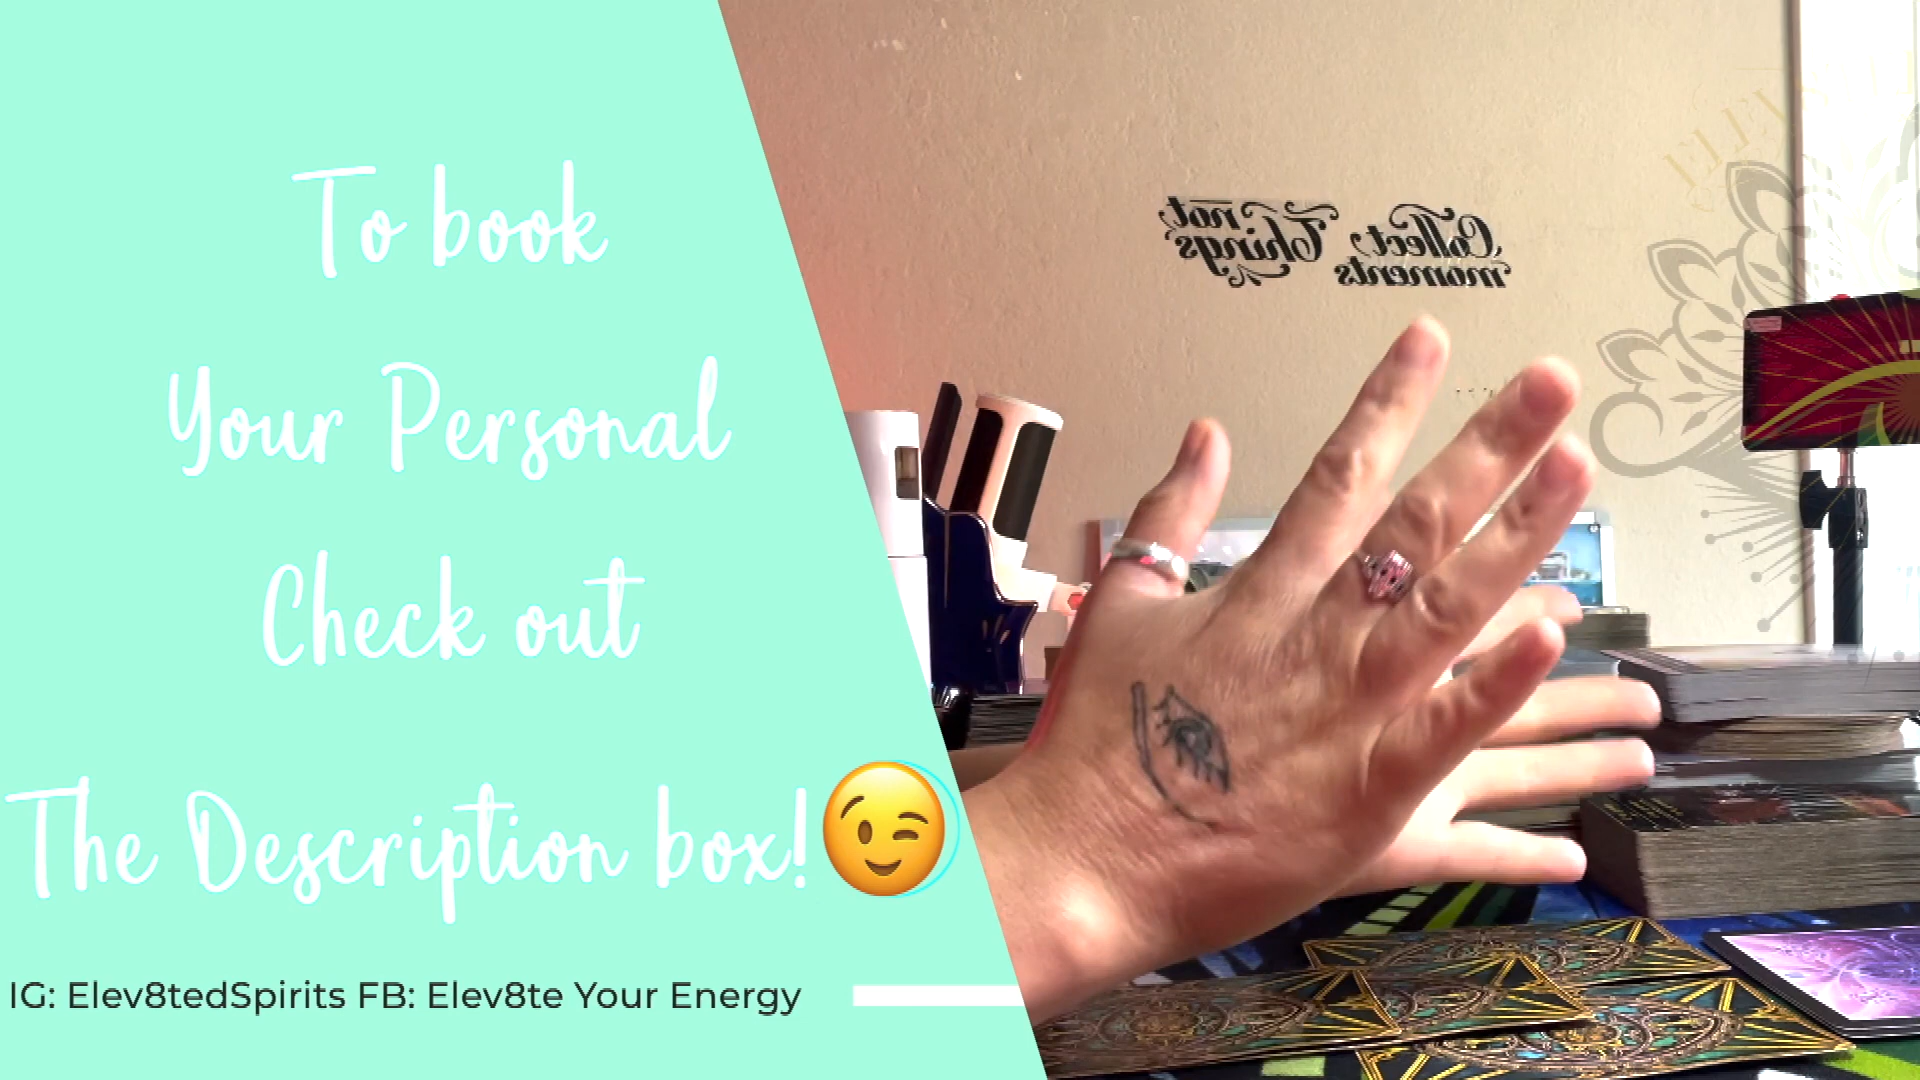 To book
Your Personal
Check out
The Description box!
IG: Elev8tedSpirits FB: Elev8te Your Energy
Collect not
moments Things